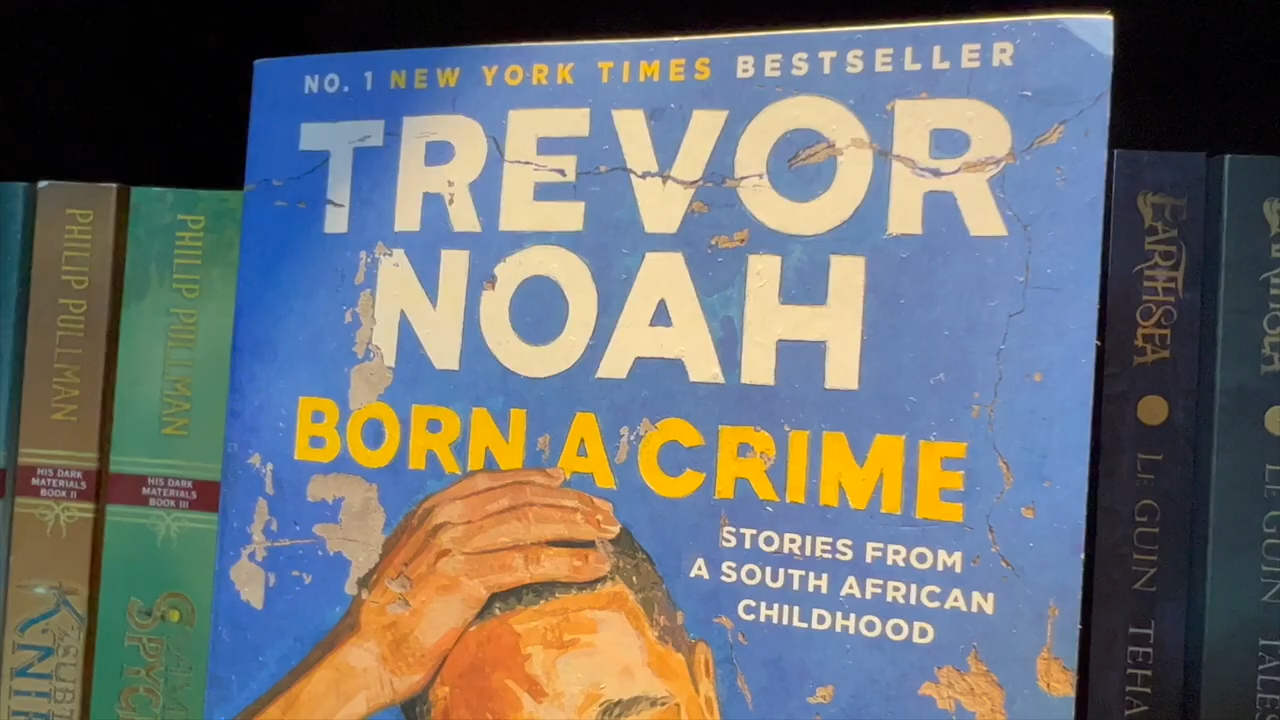 NO. 1 NEW YORK TIMES BESTSELLER
TREVOR
NOAH
BORN A CRIME
STORIES FROM
A SOUTH AFRICAN
CHILDHOOD
PHILIP PULLMAN
HIS DARK
MATERIALS
BOOK II
PHILIP PULLMAN
HIS DARK
MATERIALS
BOOK III
EARTHSEA
LE GUIN
EARTHSEA
LE GUIN